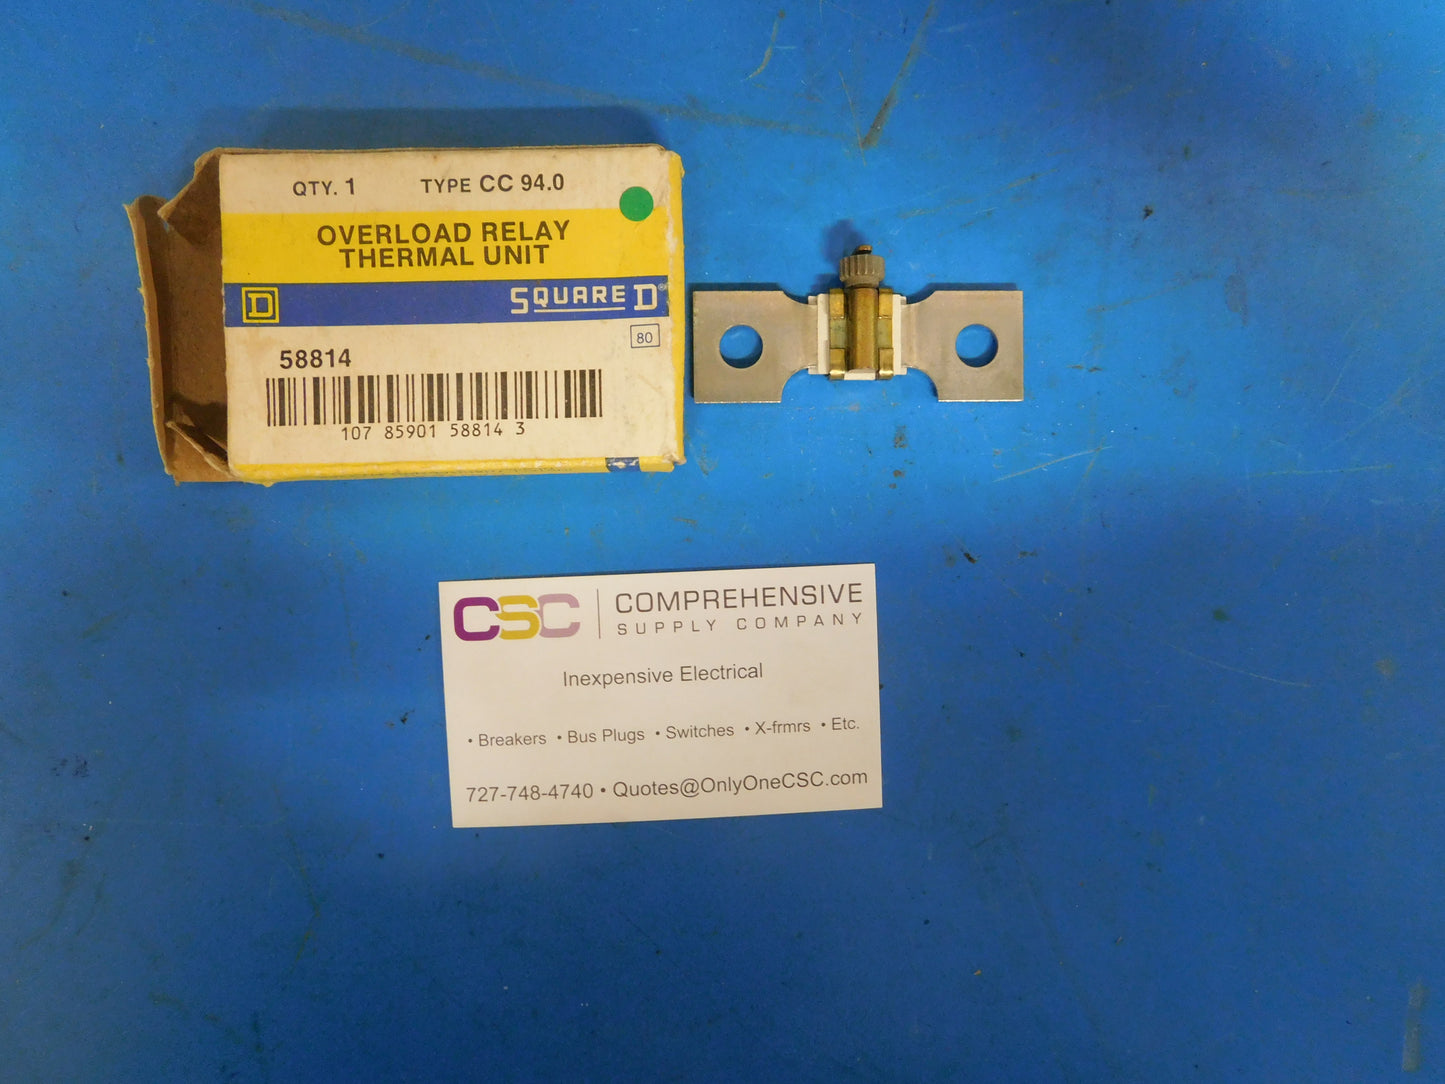 QTY. 1 TYPE CC 94.0
OVERLOAD RELAY
THERMAL UNIT
D SQUARE D®
80
58814
107 85901 58814 3
CSC COMPREHENSIVE
SUPPLY COMPANY
Inexpensive Electrical
• Breakers • Bus Plugs • Switches • X-frmrs • Etc.
727-748-4740 • Quotes@OnlyOneCSC.com